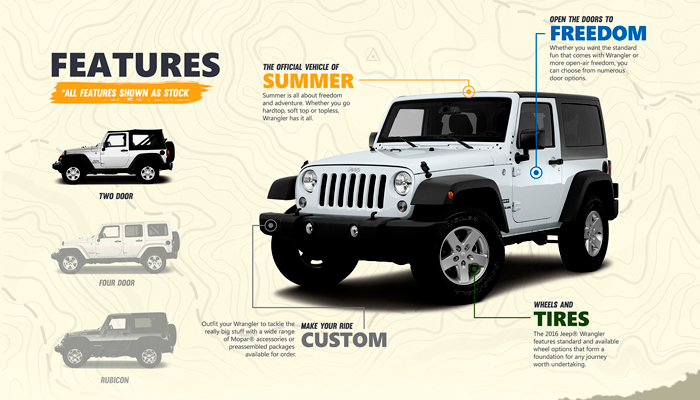 FEATURES
*ALL FEATURES SHOWN AS STOCK
TWO DOOR
FOUR DOOR
RUBICON
THE OFFICIAL VEHICLE OF
SUMMER
Summer is all about freedom
and adventure. Whether you go
hardtop, soft top or topless,
Wrangler has it all.
OPEN THE DOORS TO
FREEDOM
Whether you want the standard
fun that comes with Wrangler or
more open-air freedom, you
can choose from numerous
door options.
Jeep
MAKE YOUR RIDE
CUSTOM
Outfit your Wrangler to tackle the
really big stuff with a wide range
of Mopar® accessories or
preassembled packages
available for order.
WHEELS AND
TIRES
The 2016 Jeep® Wrangler
features standard and available
wheel options that form a
foundation for any journey
worth undertaking.